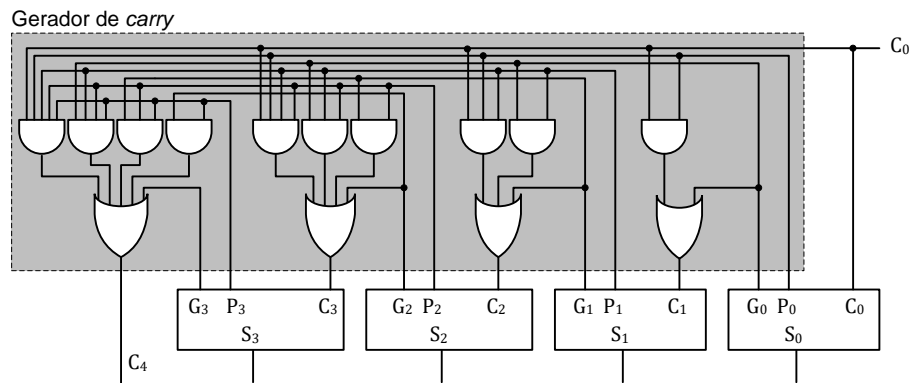 Gerador de carry
C₀
G₃ P₃ C₃ G₂ P₂ C₂ G₁ P₁ C₁ G₀ P₀ C₀
S₃ S₂ S₁ S₀
C₄